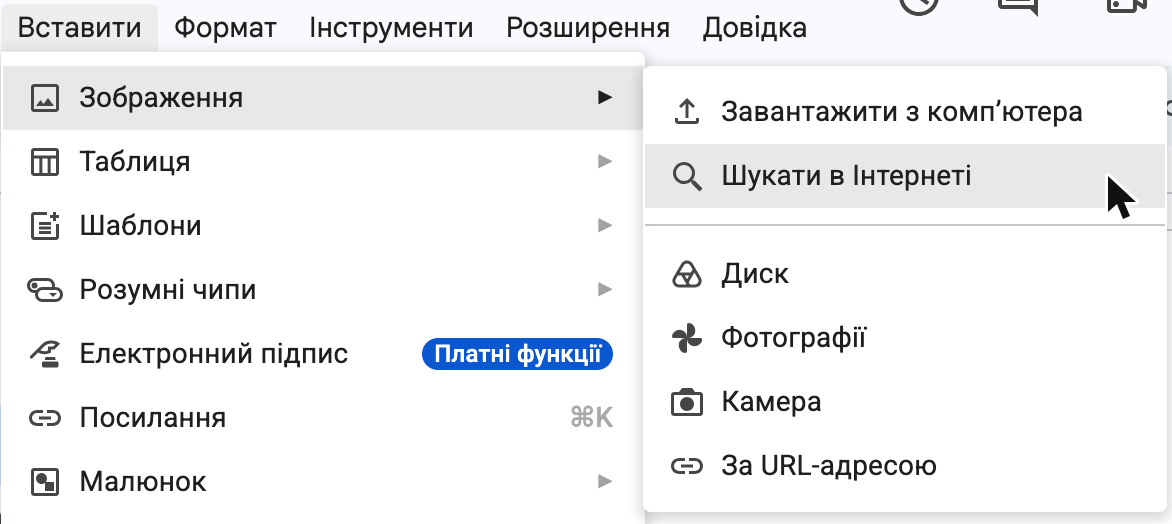 Вставити Формат Інструменти Розширення Довідка
Зображення
Таблиця
Шаблони
Розумні чипи
Електронний підпис Платні функції
Посилання ⌘K
Малюнок
Завантажити з комп’ютера
Шукати в Інтернеті
Диск
Фотографії
Камера
За URL-адресою